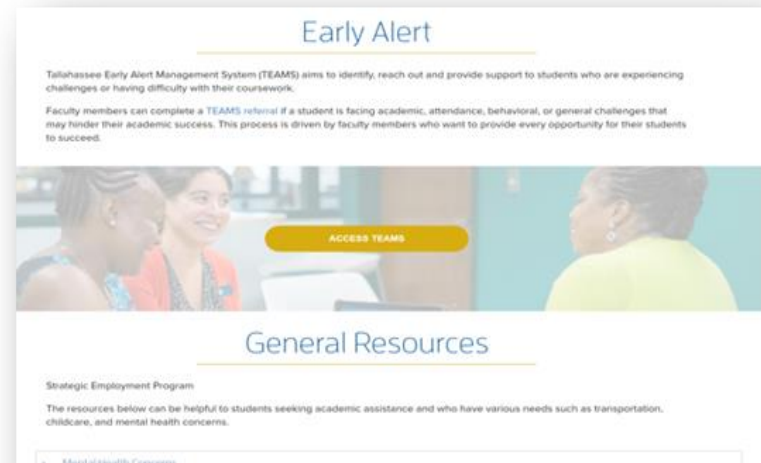 Early Alert
Tallahassee Early Alert Management System (TEAMS) aims to identify, reach out and provide support to students who are experiencing
challenges or having difficulty with their coursework.
Faculty members can complete a TEAMS referral if a student is facing academic, attendance, behavioral, or general challenges that
may hinder their academic success. This process is driven by faculty members who want to provide every opportunity for their students
to succeed.
ACCESS TEAMS
General Resources
Strategic Employment Program
The resources below can be helpful to students seeking academic assistance and who have various needs such as transportation,
childcare, and mental health concerns.
Mental Health Concerns